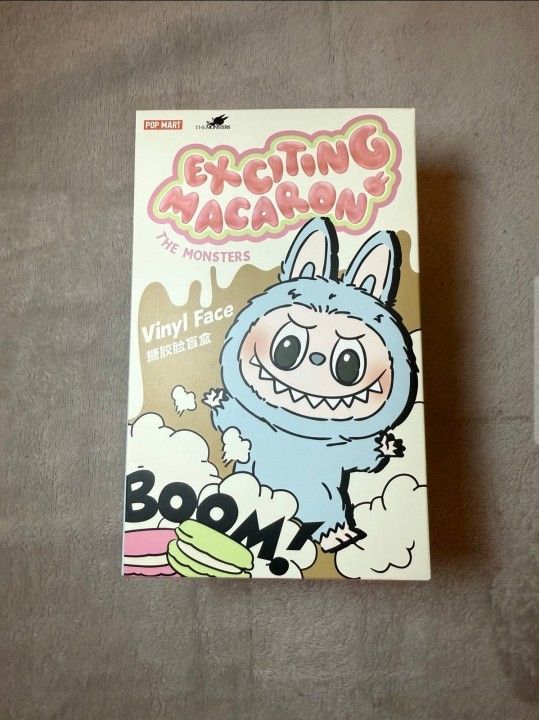 POP MART
THE MONSTERS
EXCITING
MACARON
THE MONSTERS
Vinyl Face
搪胶脸盲盒
BOOM!